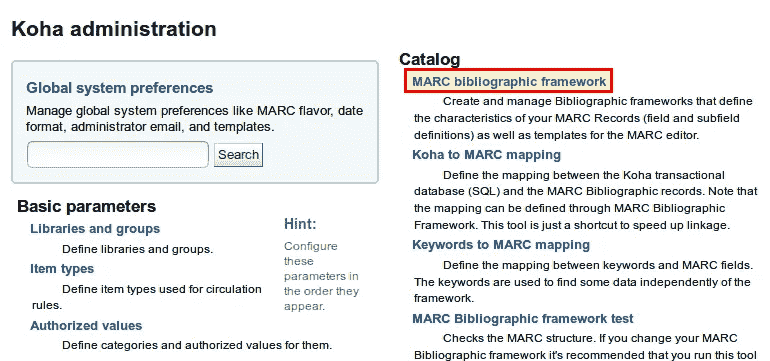 Koha administration
Global system preferences
Manage global system preferences like MARC flavor, date
format, administrator email, and templates.
Search
Basic parameters
Libraries and groups
Define libraries and groups.
Item types
Define item types used for circulation
rules.
Authorized values
Define categories and authorized values for them.
Hint:
Configure
these
parameters in
the order they
appear.
Catalog
MARC bibliographic framework
Create and manage Bibliographic frameworks that define
the characteristics of your MARC Records (field and subfield
definitions) as well as templates for the MARC editor.
Koha to MARC mapping
Define the mapping between the Koha transactional
database (SQL) and the MARC Bibliographic records. Note that
the mapping can be defined through MARC Bibliographic
Framework. This tool is just a shortcut to speed up linkage.
Keywords to MARC mapping
Define the mapping between keywords and MARC fields.
The keywords are used to find some data independently of the
framework.
MARC Bibliographic framework test
Checks the MARC structure. If you change your MARC
Bibliographic framework it's recommended that you run this tool